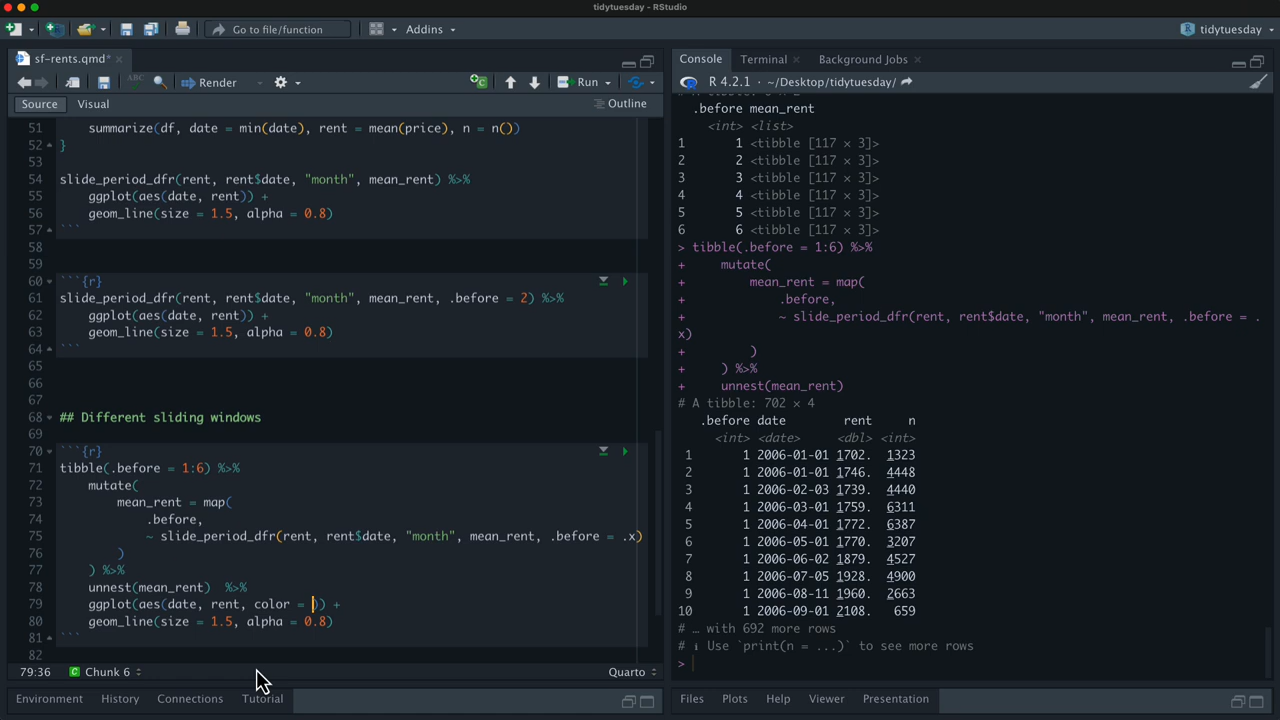 tidytuesday - RStudio
Go to file/function
Addins
tidytuesday
sf-rents.qmd*
ABC
Render
Run
Source
Visual
Outline
51 summarize(df, date = min(date), rent = mean(price), n = n())
52 }
53
54 slide_period_dfr(rent, rent$date, "month", mean_rent) %>%
55 ggplot(aes(date, rent)) +
56 geom_line(size = 1.5, alpha = 0.8)
57 ```
58
59
60 ```{r}
61 slide_period_dfr(rent, rent$date, "month", mean_rent, .before = 2) %>%
62 ggplot(aes(date, rent)) +
63 geom_line(size = 1.5, alpha = 0.8)
64 ```
65
66
67
68 ## Different sliding windows
69
70 ```{r}
71 tibble(.before = 1:6) %>%
72 mutate(
73 mean_rent = map(
74 .before,
75 ~ slide_period_dfr(rent, rent$date, "month", mean_rent, .before = .x)
76 )
77 ) %>%
78 unnest(mean_rent)  %>%
79 ggplot(aes(date, rent, color = )) +
80 geom_line(size = 1.5, alpha = 0.8)
81 ```
82
79:36
Chunk 6
Quarto
Environment
History
Connections
Tutorial
Console
Terminal
Background Jobs
R 4.2.1 · ~/Desktop/tidytuesday/
.before mean_rent
<int> <list>
1 1 <tibble [117 × 3]>
2 2 <tibble [117 × 3]>
3 3 <tibble [117 × 3]>
4 4 <tibble [117 × 3]>
5 5 <tibble [117 × 3]>
6 6 <tibble [117 × 3]>
> tibble(.before = 1:6) %>%
+ mutate(
+ mean_rent = map(
+ .before,
+ ~ slide_period_dfr(rent, rent$date, "month", mean_rent, .before = .
x)
+ )
+ ) %>%
+ unnest(mean_rent)
# A tibble: 702 × 4
.before date rent n
<int> <date> <dbl> <int>
1 1 2006-01-01 1702. 1323
2 1 2006-01-01 1746. 4448
3 1 2006-02-03 1739. 4440
4 1 2006-03-01 1759. 6311
5 1 2006-04-01 1772. 6387
6 1 2006-05-01 1770. 3207
7 1 2006-06-02 1879. 4527
8 1 2006-07-05 1928. 4900
9 1 2006-08-11 1960. 2663
10 1 2006-09-01 2108. 659
# … with 692 more rows
# ℹ Use `print(n = ...)` to see more rows
>
Files
Plots
Help
Viewer
Presentation